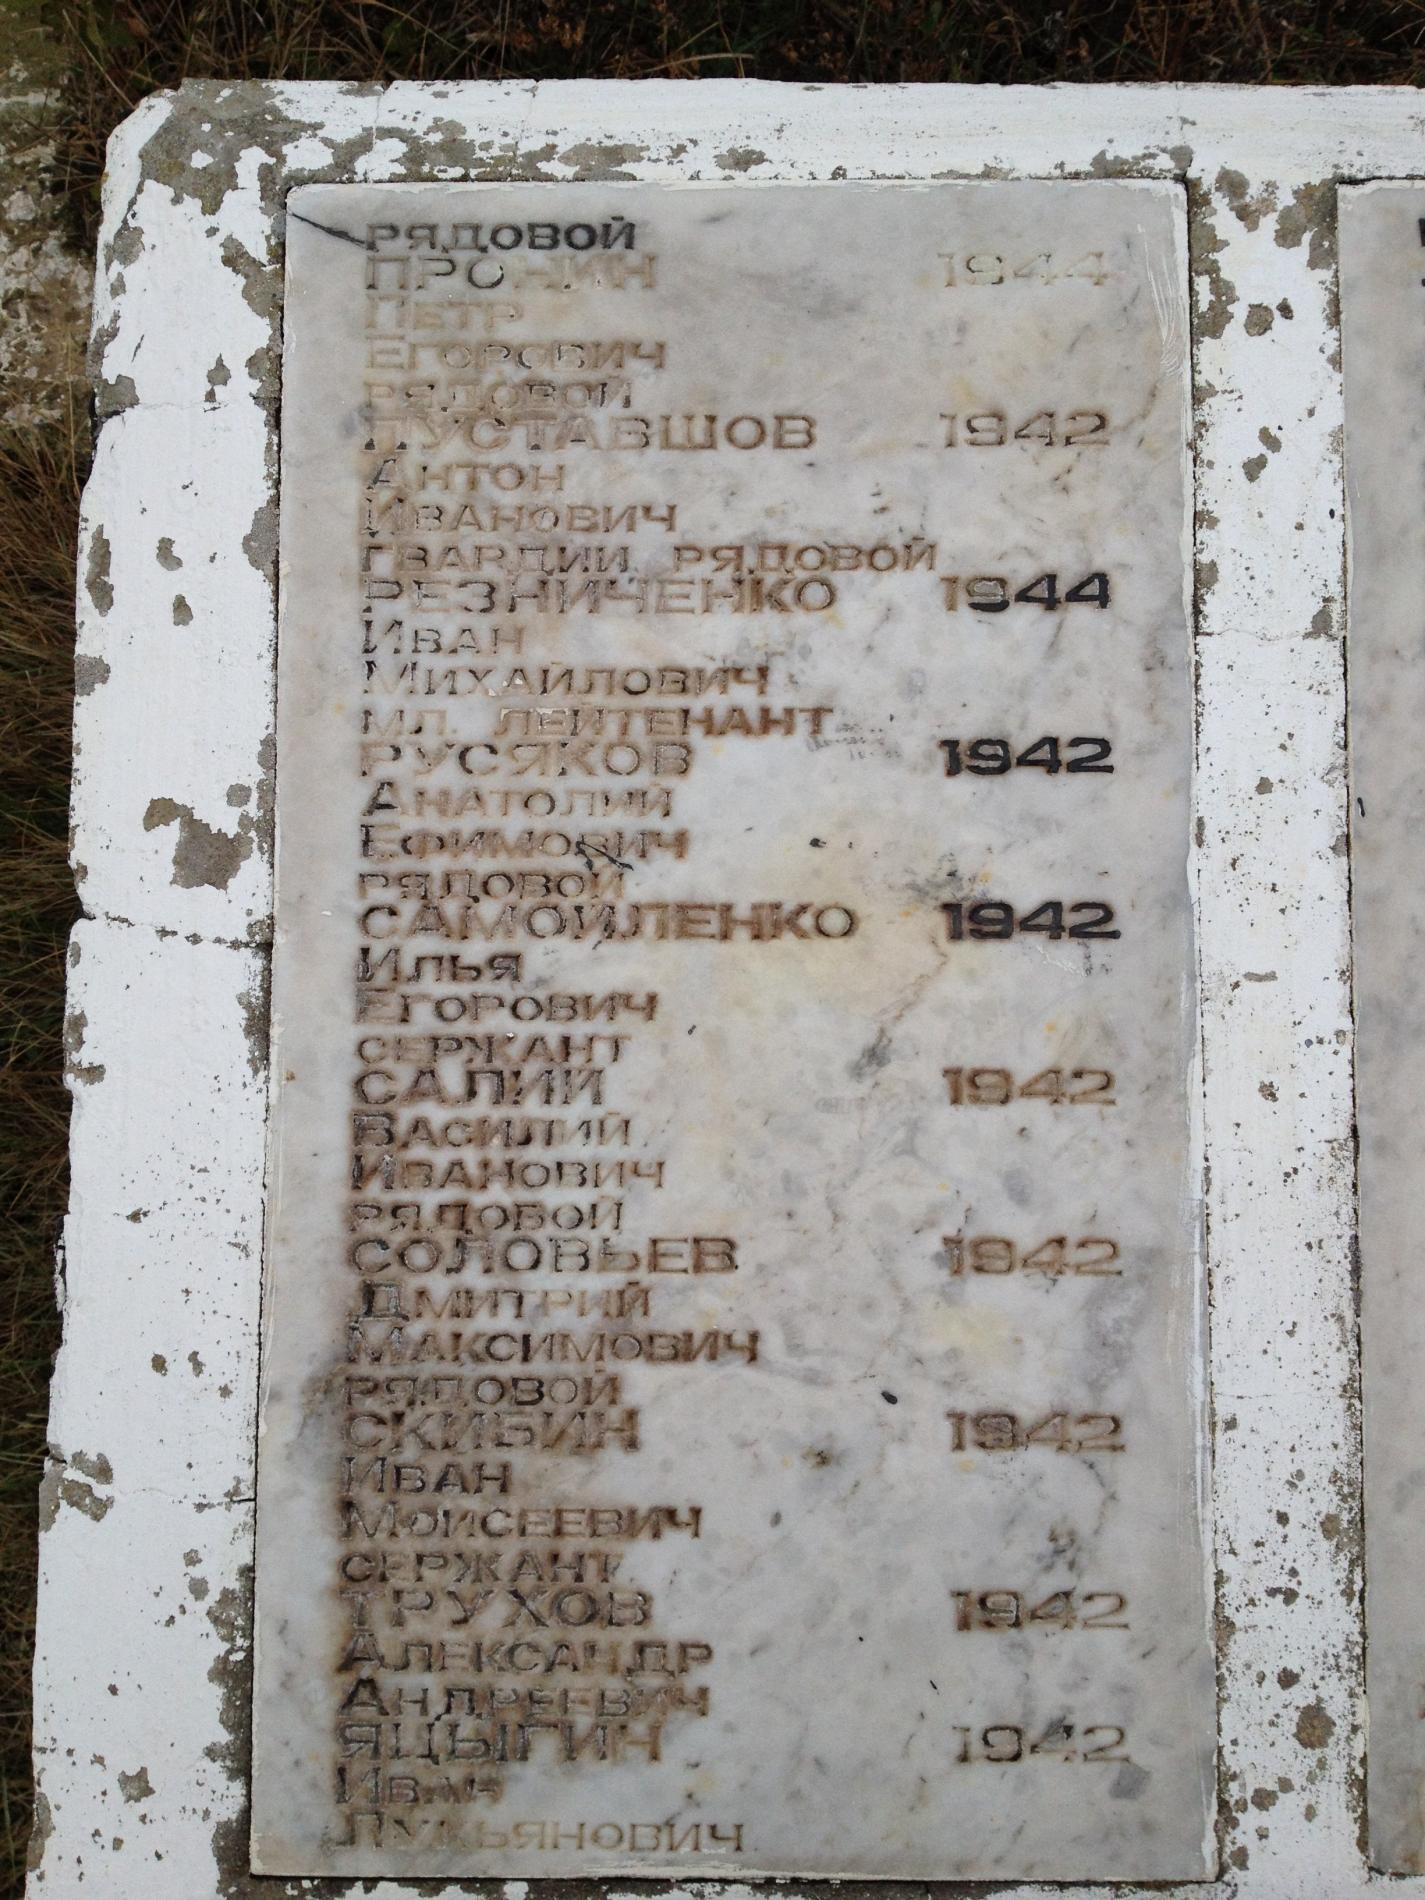 РЯДОВОЙ
ПРОНИН 1944
ПЕТР
ЕГОРОВИЧ
РЯДОВОЙ
ПУСТАВШОВ 1942
АНТОН
ИВАНОВИЧ
ГВАРДИИ РЯДОВОЙ
РЕЗНИЧЕНКО 1944
ИВАН
МИХАЙЛОВИЧ
МЛ. ЛЕЙТЕНАНТ
РУСЯКОВ 1942
АНАТОЛИЙ
ЕФИМОВИЧ
РЯДОВОЙ
САМОЙЛЕНКО 1942
ИЛЬЯ
ЕГОРОВИЧ
СЕРЖАНТ
САЛИЙ 1942
ВАСИЛИЙ
ИВАНОВИЧ
РЯДОВОЙ
СОЛОВЬЕВ 1942
ДМИТРИЙ
МАКСИМОВИЧ
РЯДОВОЙ
СКИБИН 1942
ИВАН
МОИСЕЕВИЧ
СЕРЖАНТ
ТРУХОВ 1942
АЛЕКСАНДР
АНДРЕЕВИЧ
ЯЦЫГИН 1942
ИВАН
ЛУКЬЯНОВИЧ